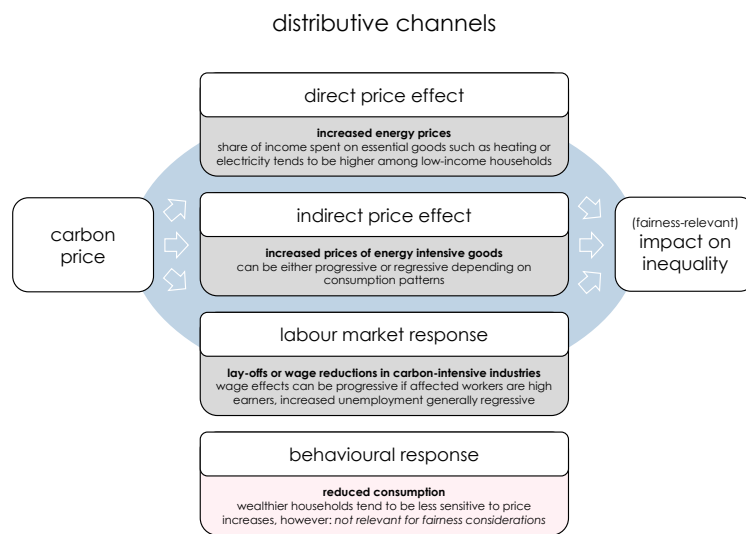 distributive channels
direct price effect
increased energy prices
share of income spent on essential goods such as heating or
electricity tends to be higher among low-income households
carbon
price
indirect price effect
increased prices of energy intensive goods
can be either progressive or regressive depending on
consumption patterns
(fairness-relevant)
impact on
inequality
labour market response
lay-offs or wage reductions in carbon-intensive industries
wage effects can be progressive if affected workers are high
earners, increased unemployment generally regressive
behavioural response
reduced consumption
wealthier households tend to be less sensitive to price
increases, however: not relevant for fairness considerations